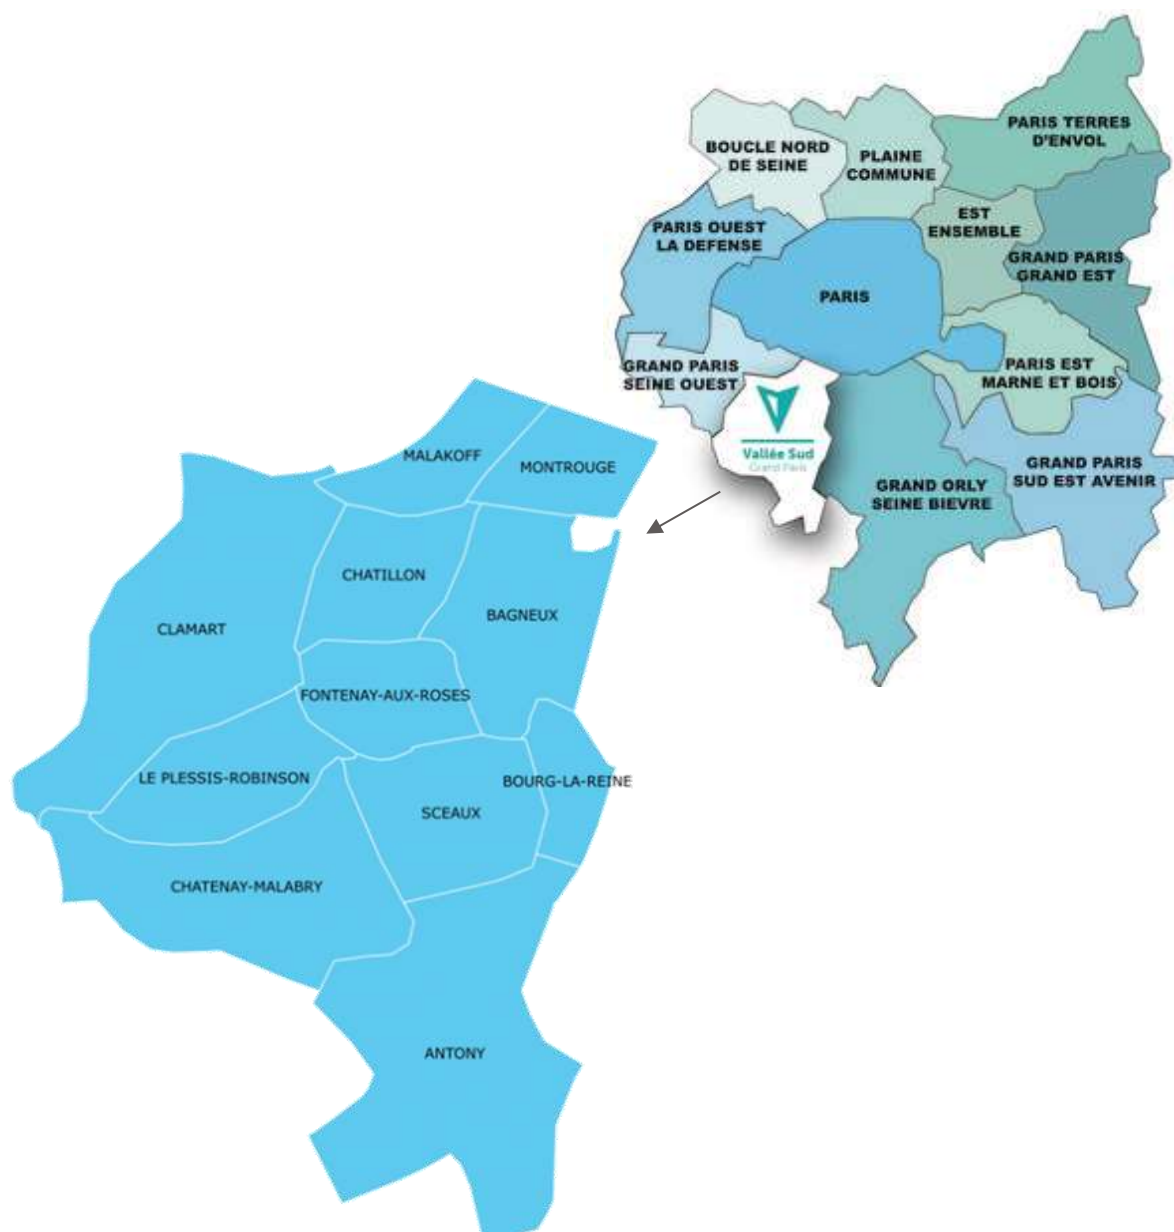 PARIS TERRES
D'ENVOL
BOUCLE NORD
DE SEINE
PLAINE
COMMUNE
EST
ENSEMBLE
PARIS OUEST
LA DEFENSE
GRAND PARIS
GRAND EST
PARIS
GRAND PARIS
SEINE OUEST
PARIS EST
MARNE ET BOIS
Vallée Sud
Grand Paris
GRAND PARIS
SUD EST AVENIR
GRAND ORLY
SEINE BIEVRE
MALAKOFF
MONTROUGE
CHATILLON
BAGNEUX
CLAMART
FONTENAY-AUX-ROSES
LE PLESSIS-ROBINSON
BOURG-LA-REINE
SCEAUX
CHATENAY-MALABRY
ANTONY